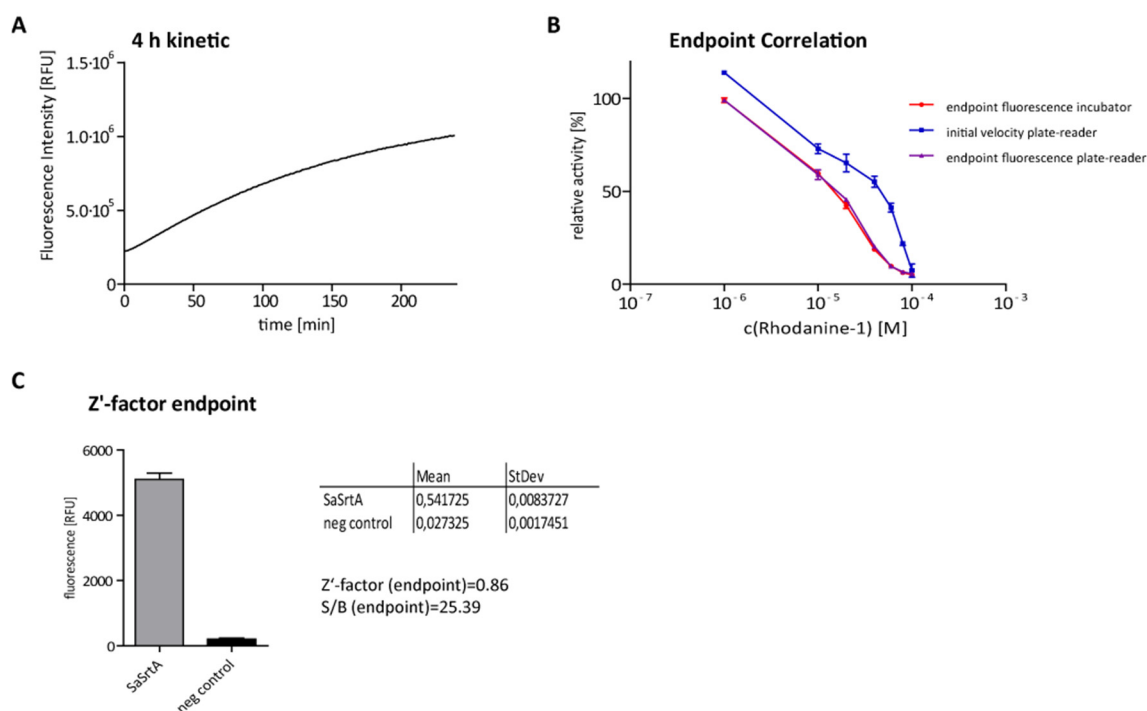 A
4 h kinetic
Fluorescence Intensity [RFU]
1.5·10⁶
1.0·10⁶
5.0·10⁵
0
0 50 100 150 200
time [min]
B
Endpoint Correlation
relative activity [%]
100
50
0
10⁻⁷ 10⁻⁶ 10⁻⁵ 10⁻⁴ 10⁻³
c(Rhodanine-1) [M]
endpoint fluorescence incubator
initial velocity plate-reader
endpoint fluorescence plate-reader
C
Z'-factor endpoint
fluorescence [RFU]
6000
4000
2000
0
SaSrtA
neg control
Mean StDev
SaSrtA 0,541725 0,0083727
neg control 0,027325 0,0017451
Z‘-factor (endpoint)=0.86
S/B (endpoint)=25.39